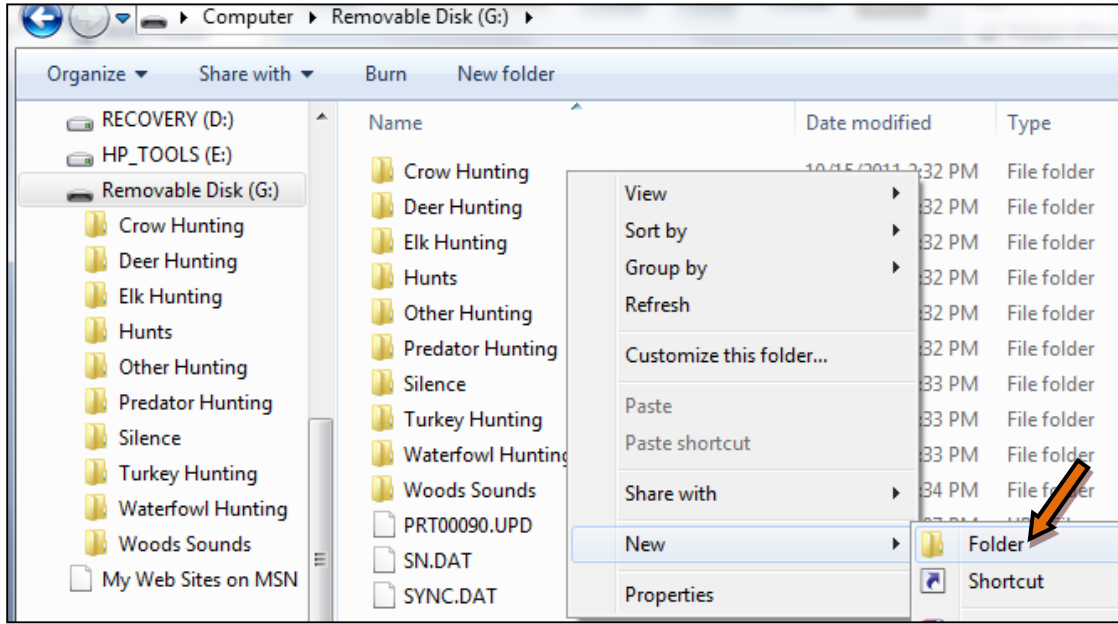 Computer Removable Disk (G:)
Organize Share with Burn New folder
RECOVERY (D:)
HP_TOOLS (E:)
Removable Disk (G:)
Crow Hunting
Deer Hunting
Elk Hunting
Hunts
Other Hunting
Predator Hunting
Silence
Turkey Hunting
Waterfowl Hunting
Woods Sounds
My Web Sites on MSN
Name Date modified Type
Crow Hunting 10/15/2011 2:32 PM File folder
Deer Hunting :32 PM File folder
Elk Hunting :32 PM File folder
Hunts :32 PM File folder
Other Hunting :32 PM File folder
Predator Hunting :32 PM File folder
Silence :33 PM File folder
Turkey Hunting :33 PM File folder
Waterfowl Hunting :33 PM File folder
Woods Sounds :34 PM File folder
PRT00090.UPD
SN.DAT
SYNC.DAT
View
Sort by
Group by
Refresh
Customize this folder...
Paste
Paste shortcut
Share with
New
Properties
Folder
Shortcut